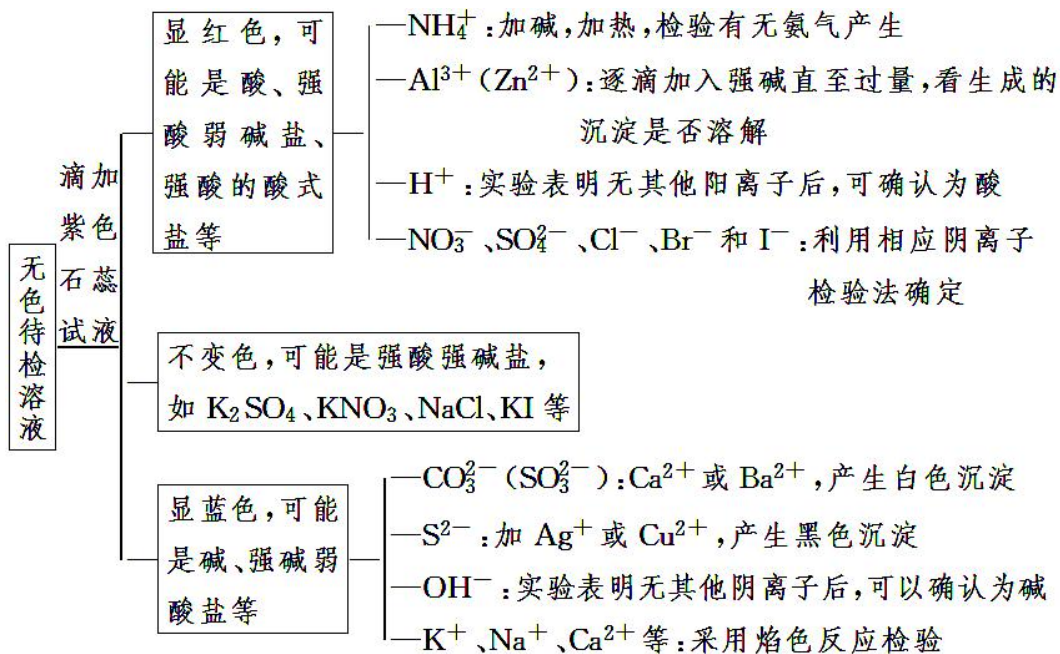 无色待检溶液
滴加
紫色
石蕊
试液
显红色,可
能是酸、强
酸弱碱盐、
强酸的酸式
盐等
NH₄⁺:加碱,加热,检验有无氨气产生
Al³⁺(Zn²⁺):逐滴加入强碱直至过量,看生成的
沉淀是否溶解
H⁺:实验表明无其他阳离子后,可确认为酸
NO₃⁻、SO₄²⁻、Cl⁻、Br⁻和I⁻:利用相应阴离子
检验法确定
不变色,可能是强酸强碱盐,
如K₂SO₄、KNO₃、NaCl、KI等
显蓝色,可能
是碱、强碱弱
酸盐等
CO₃²⁻(SO₃²⁻):Ca²⁺或Ba²⁺,产生白色沉淀
S²⁻:加Ag⁺或Cu²⁺,产生黑色沉淀
OH⁻:实验表明无其他阴离子后,可以确认为碱
K⁺、Na⁺、Ca²⁺等:采用焰色反应检验